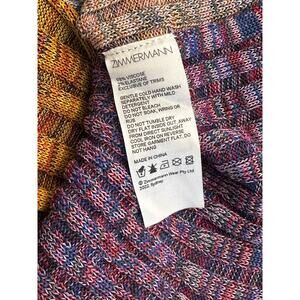 ZIMMERMANN
VISCOSE
ELASTANE
EXCLUSIVE OF TRIMS
GENTLE COLD HAND WASH
SEPARATELY WITH MILD
DETERGENT
DO NOT BLEACH
DO NOT SOAK, WRING OR
RUB
DO NOT TUMBLE DRY
DRY FLAT INSIDE OUT, AWAY
FROM DIRECT SUNLIGHT
COOL IRON ON REVERSE
STORE GARMENT FLAT, DO
NOT HANG
MADE IN CHINA
© Zimmermann Wear Pty Ltd
2022 Sydney